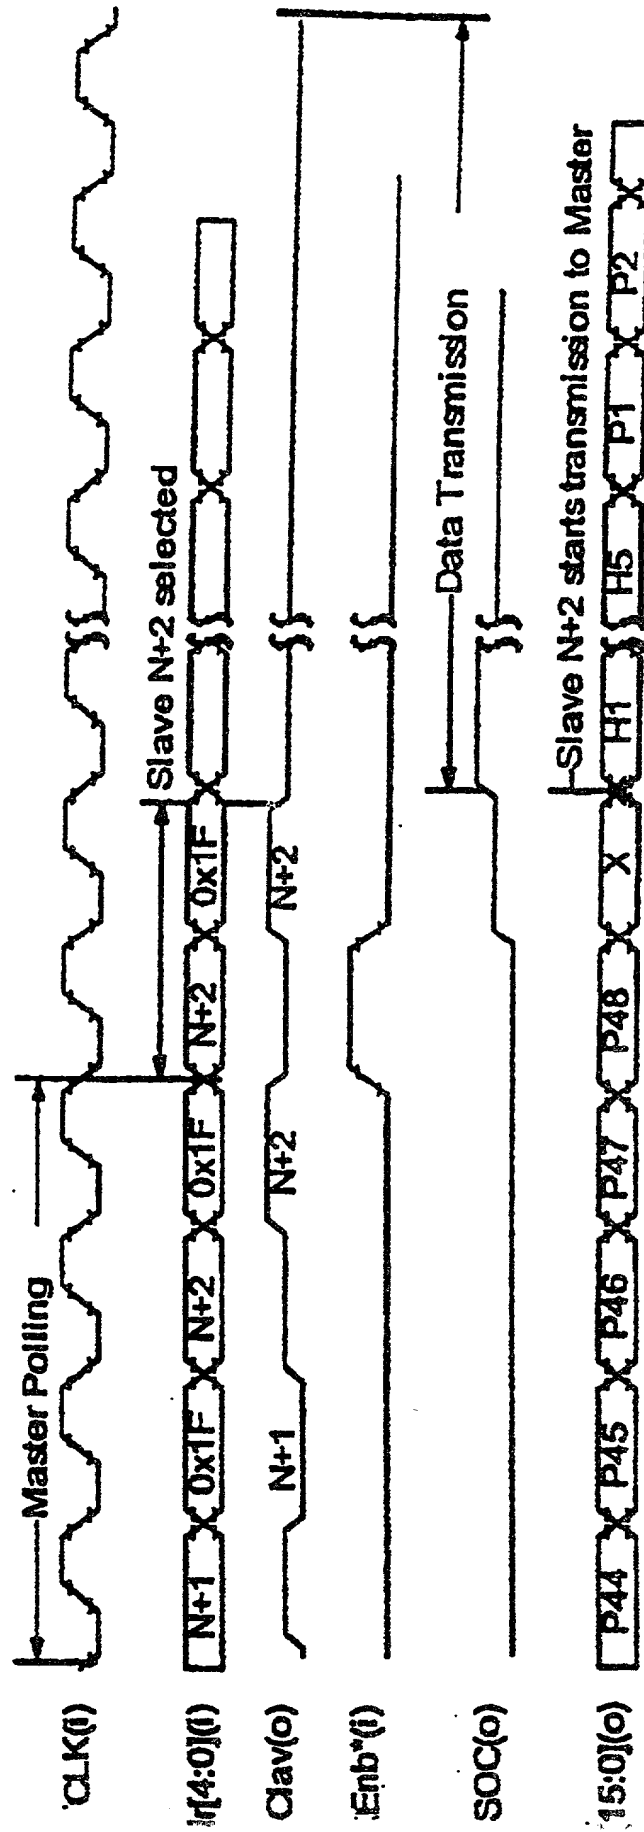 Master Polling
Slave N+2 selected
Data Transmission
Slave N+2 starts transmission to Master
CLK(i)
r[4:0](i) N+1 0x1F N+2 0x1F N+2 0x1F
Clav(o) N+1 N+2 N+2
Enb*(i)
SOC(o)
15:0](o) P44 P45 P46 P47 P48 X H1 H5 P1 P2